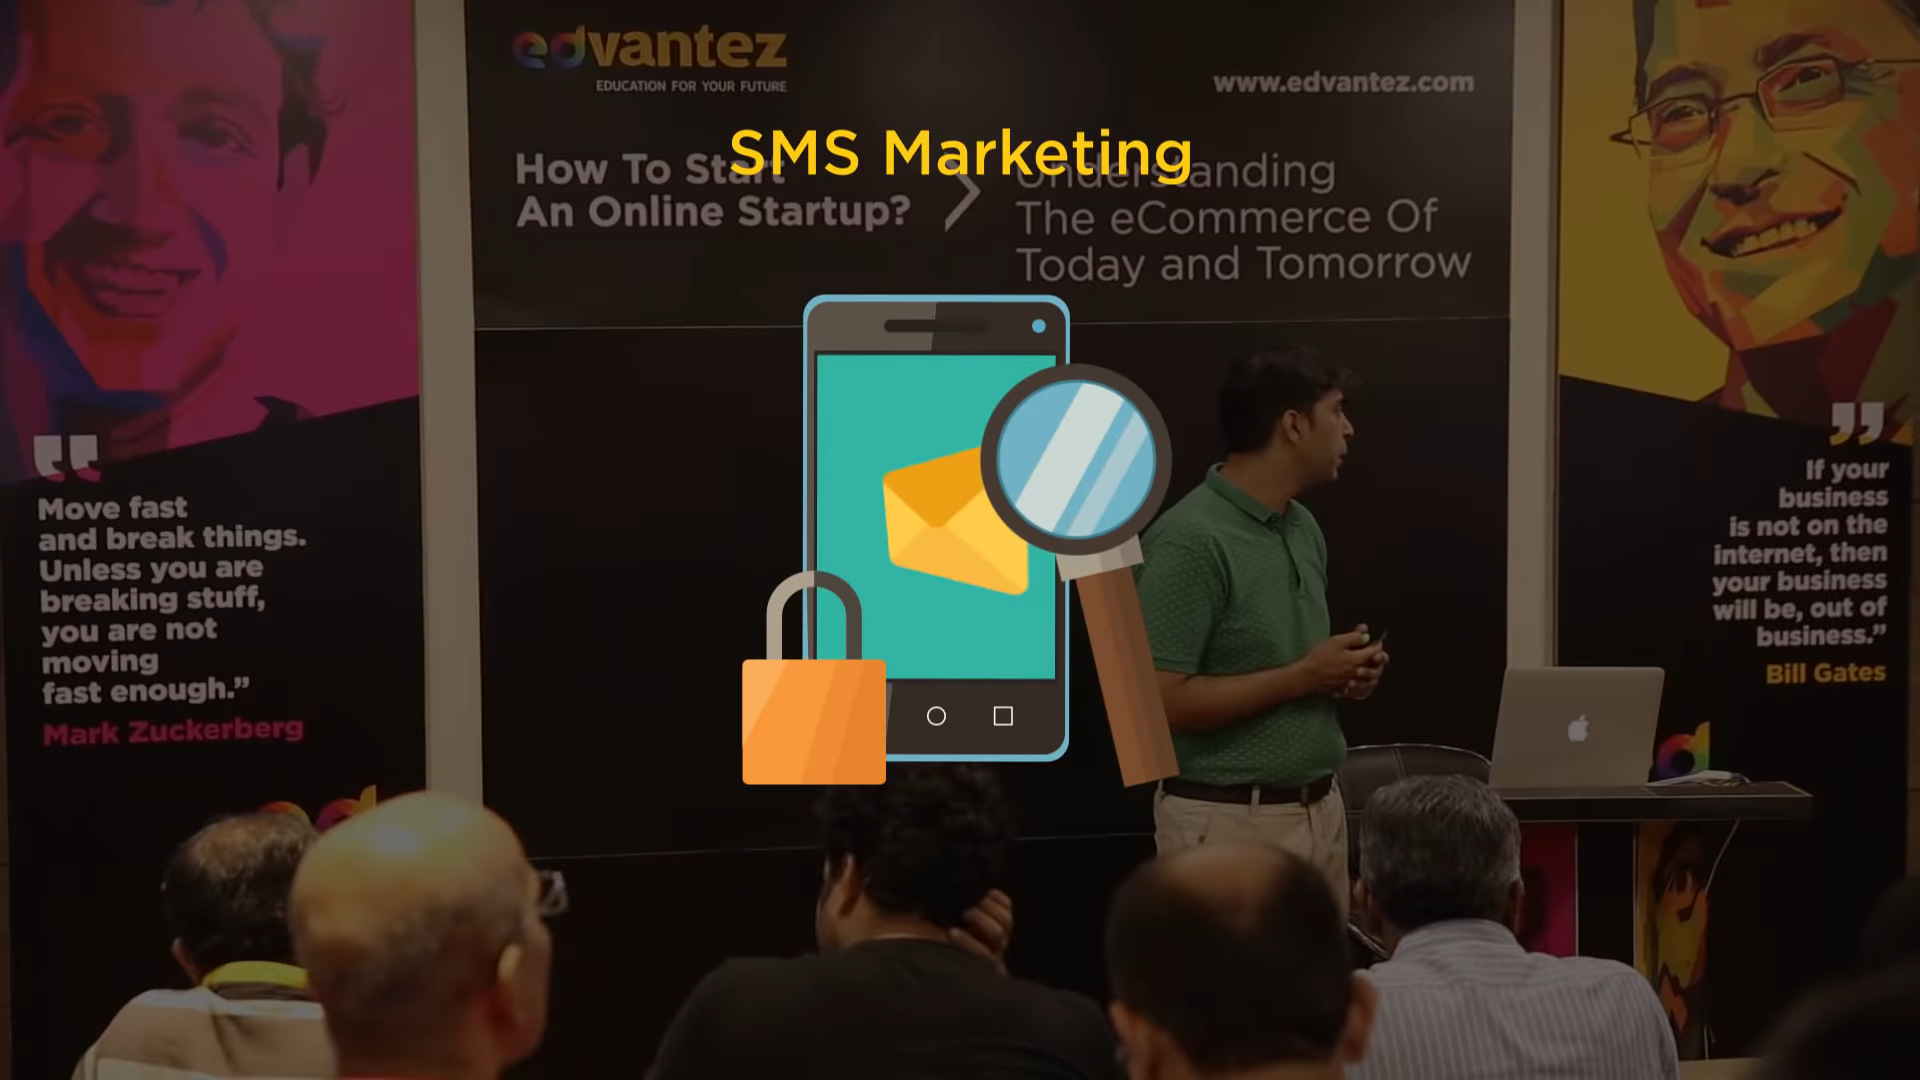 edvantez
EDUCATION FOR YOUR FUTURE
www.edvantez.com
SMS Marketing
How To Start
An Online Startup?
Understanding
The eCommerce Of
Today and Tomorrow
Move fast
and break things.
Unless you are
breaking stuff,
you are not
moving
fast enough.”
Mark Zuckerberg
If your
business
is not on the
internet, then
your business
will be, out of
business.”
Bill Gates